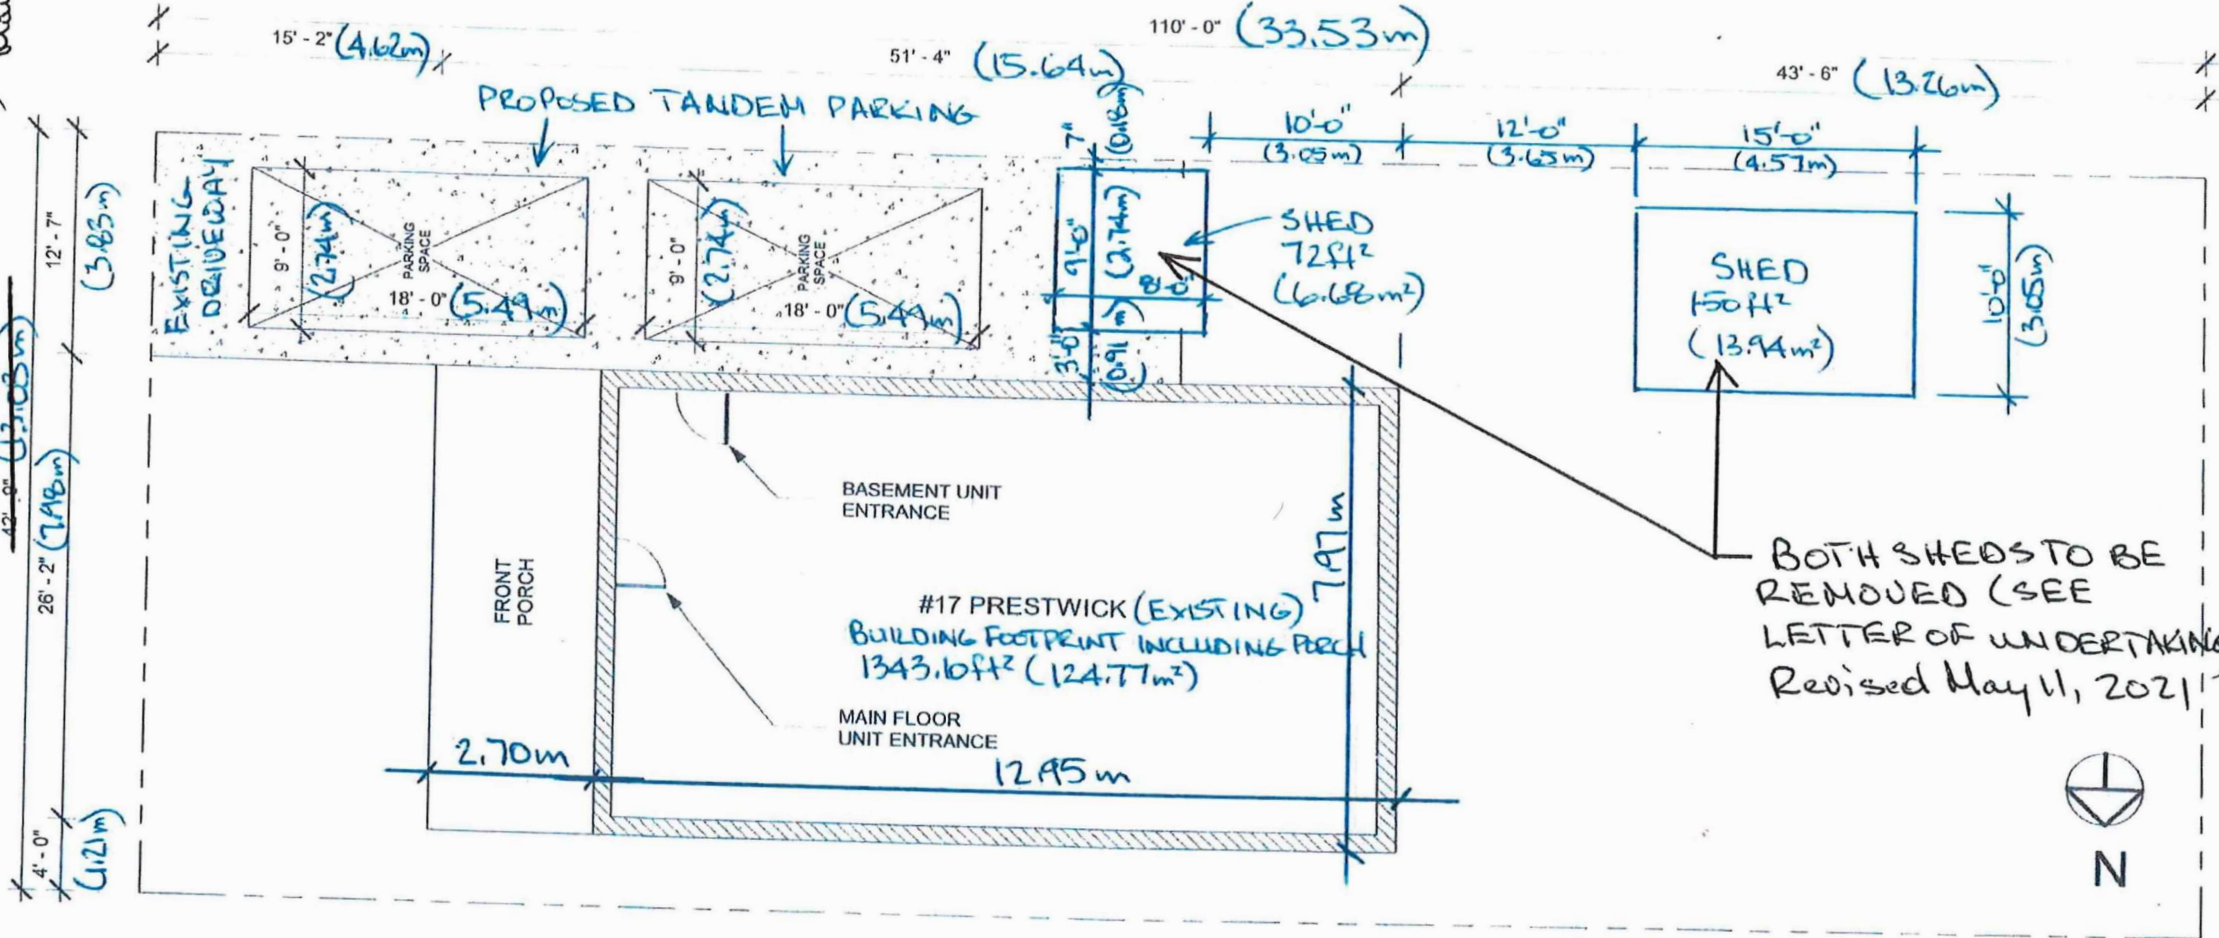 110' - 0" (33.53m)
15' - 2" (4.62m)
51' - 4" (15.64m)
43' - 6" (13.26m)
PROPOSED TANDEM PARKING
7" (0.18m)
10'-0"
(3.05m)
12'-0"
(3.65m)
15'-0"
(4.57m)
12' - 7"
(3.83m)
EXISTING
DRIVEWAY
9' - 0"
(2.74m)
PARKING
SPACE
18' - 0" (5.49m)
9' - 0"
(2.74m)
PARKING
SPACE
18' - 0" (5.49m)
9'-0"
(2.74m)
8'-0"
3'-0"
(0.91m)
SHED
72ft²
(6.68m²)
SHED
150ft²
(13.94m²)
10'-0"
(3.05m)
26' - 2" (7.98m)
4' - 0"
(1.21m)
BASEMENT UNIT
ENTRANCE
FRONT
PORCH
#17 PRESTWICK (EXISTING)
BUILDING FOOTPRINT INCLUDING PORCH
1343.10ft² (124.77m²)
7.97m
MAIN FLOOR
UNIT ENTRANCE
2.70m
12.95m
BOTH SHEDS TO BE
REMOVED (SEE
LETTER OF UNDERTAKING
Revised May 11, 2021
N